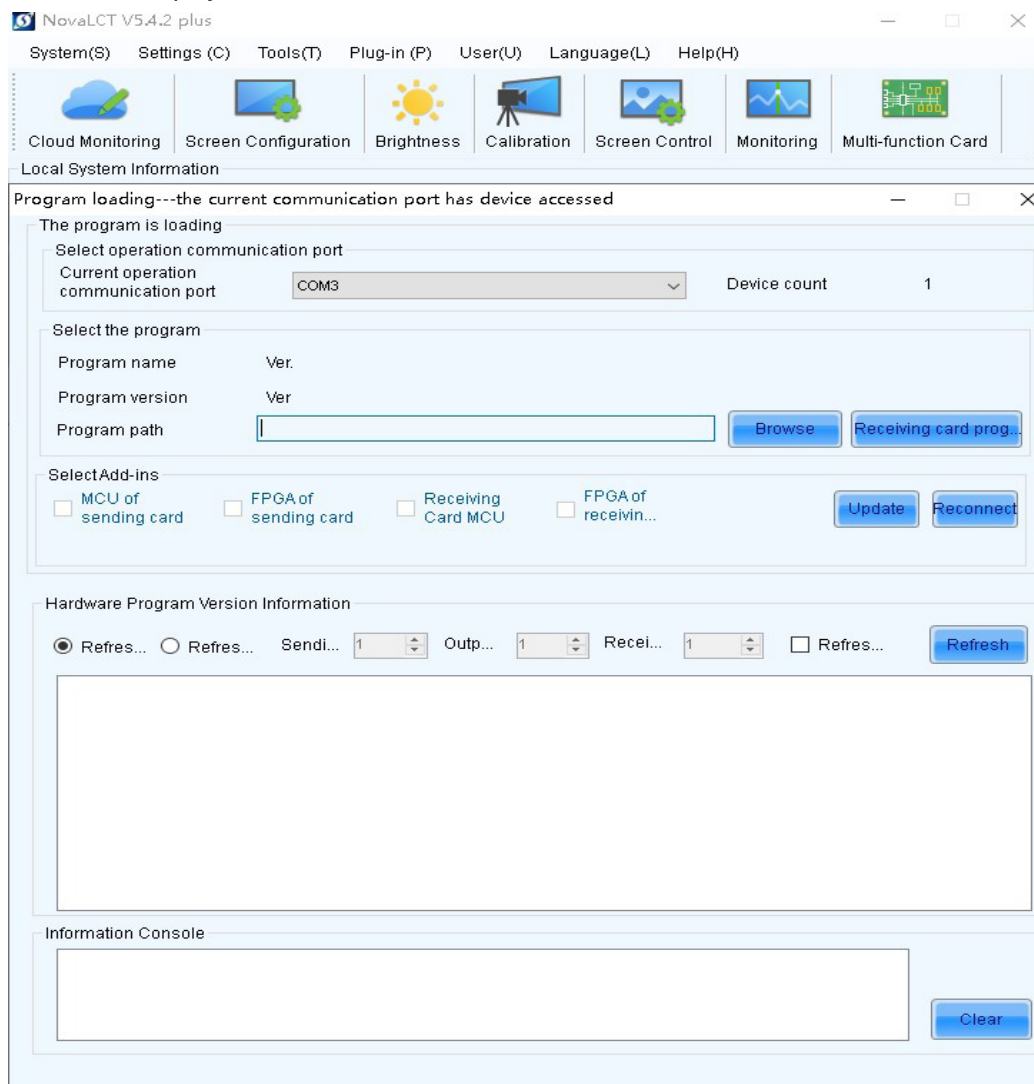 NovaLCT V5.4.2 plus
System(S) Settings (C) Tools(T) Plug-in (P) User(U) Language(L) Help(H)
Cloud Monitoring Screen Configuration Brightness Calibration Screen Control Monitoring Multi-function Card
Local System Information
Program loading---the current communication port has device accessed
The program is loading
Select operation communication port
Current operation
communication port
COM3
Device count 1
Select the program
Program name Ver.
Program version Ver
Program path
Browse Receiving card prog...
Select Add-ins
MCU of
sending card
FPGA of
sending card
Receiving
Card MCU
FPGA of
receivin...
Update Reconnect
Hardware Program Version Information
Refres... Refres... Sendi... 1 Outp... 1 Recei... 1 Refres... Refresh
Information Console
Clear